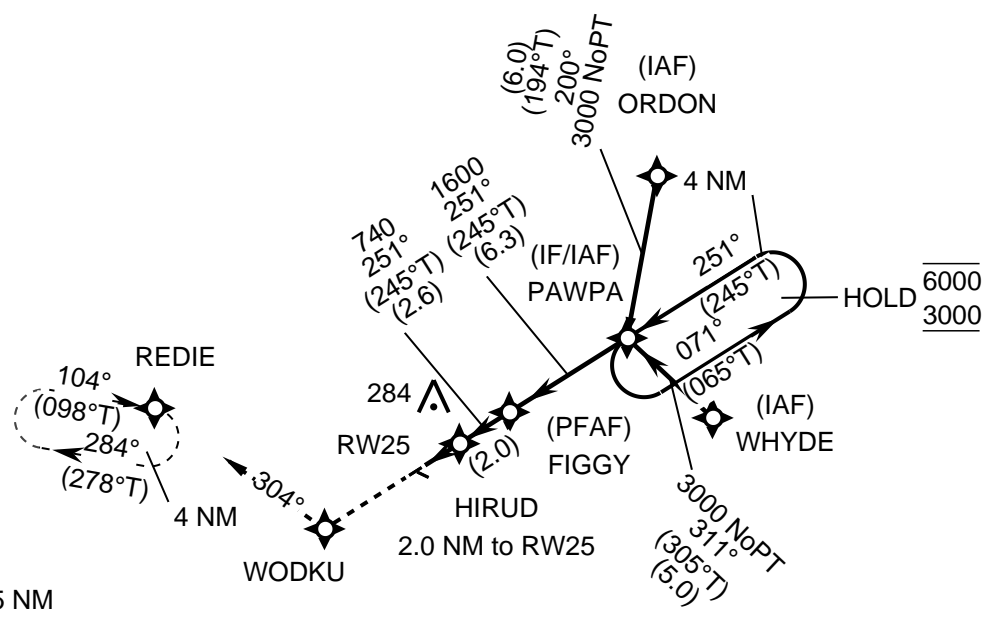 (6.0)
(194°T)
200°
3000 NoPT
(IAF)
ORDON
4 NM
1600
251°
(245°T)
(6.3)
740
251°
(245°T)
(2.6)
(IF/IAF)
PAWPA
251°
(245°T)
071°
(065°T)
HOLD
6000
3000
REDIE
104°
(098°T)
284°
(278°T)
4 NM
284
RW25
(2.0)
(PFAF)
FIGGY
(IAF)
WHYDE
304°
HIRUD
2.0 NM to RW25
WODKU
3000 NoPT
311°
(305°T)
(5.0)
5 NM